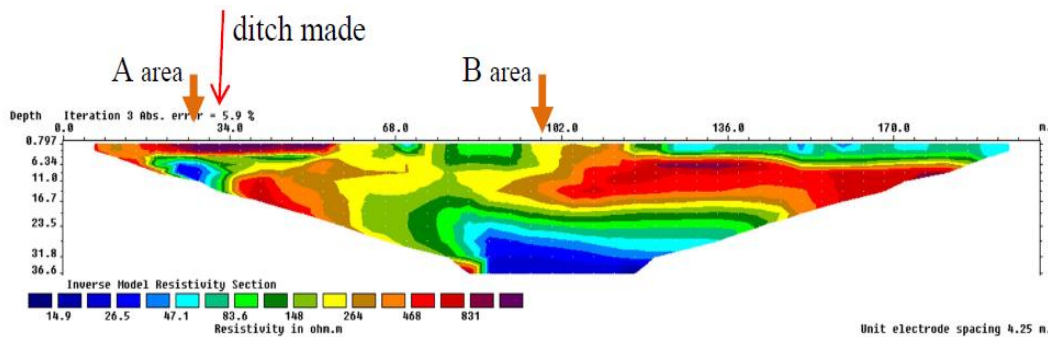 ditch made
A area
B area
Depth Iteration 3 Abs. error = 5.9 %
0.0 34.0 68.0 102.0 136.0 170.0 m.
0.797
6.34
11.0
16.7
23.5
31.8
36.6
Inverse Model Resistivity Section
14.9 26.5 47.1 83.6 148 264 468 831
Resistivity in ohm.m
Unit electrode spacing 4.25 m.